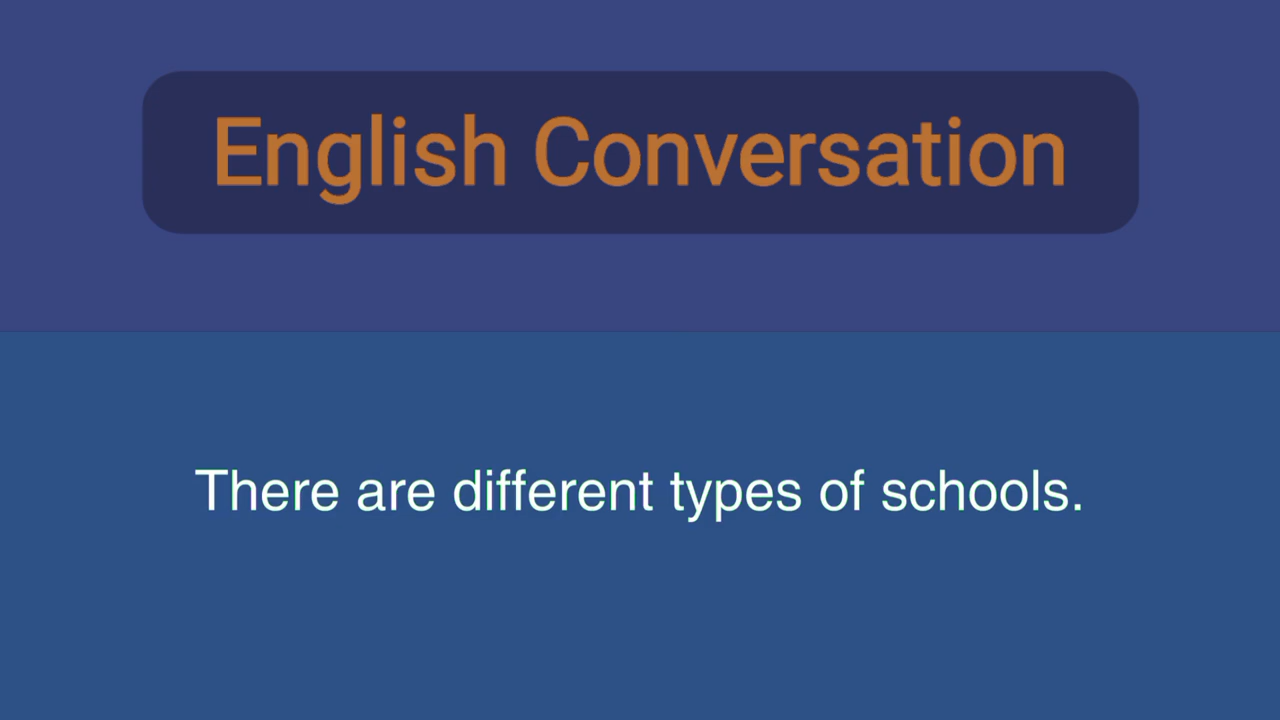 English Conversation
There are different types of schools.